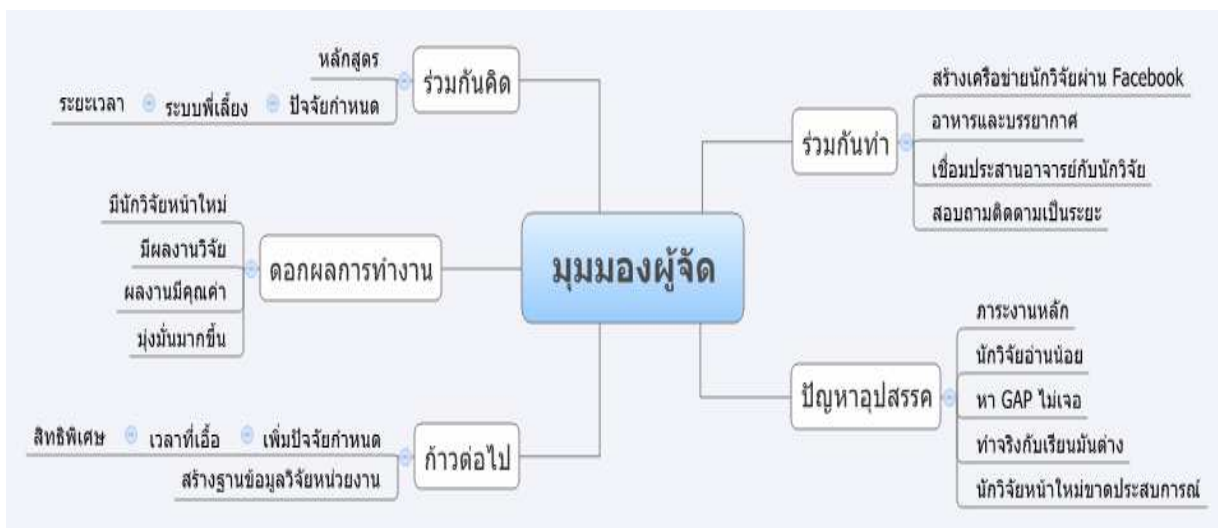 มุมมองผู้จัด
ร่วมกันคิด
หลักสูตร
ปัจจัยกำหนด
ระบบพี่เลี้ยง
ระยะเวลา
ดอกผลการทำงาน
มีนักวิจัยหน้าใหม่
มีผลงานวิจัย
ผลงานมีคุณค่า
มุ่งมั่นมากขึ้น
ก้าวต่อไป
เพิ่มปัจจัยกำหนด
เวลาที่เอื้อ
สิทธิพิเศษ
สร้างฐานข้อมูลวิจัยหน่วยงาน
ร่วมกันทำ
สร้างเครือข่ายนักวิจัยผ่าน Facebook
อาหารและบรรยากาศ
เชื่อมประสานอาจารย์กับนักวิจัย
สอบถามติดตามเป็นระยะ
ปัญหาอุปสรรค
ภาระงานหลัก
นักวิจัยอ่านน้อย
หา GAP ไม่เจอ
ทำจริงกับเรียนมันต่าง
นักวิจัยหน้าใหม่ขาดประสบการณ์